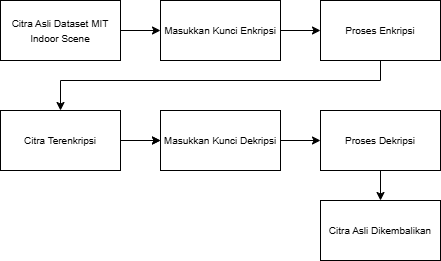 Citra Asli Dataset MIT
Indoor Scene
Masukkan Kunci Enkripsi
Proses Enkripsi
Citra Terenkripsi
Masukkan Kunci Dekripsi
Proses Dekripsi
Citra Asli Dikembalikan